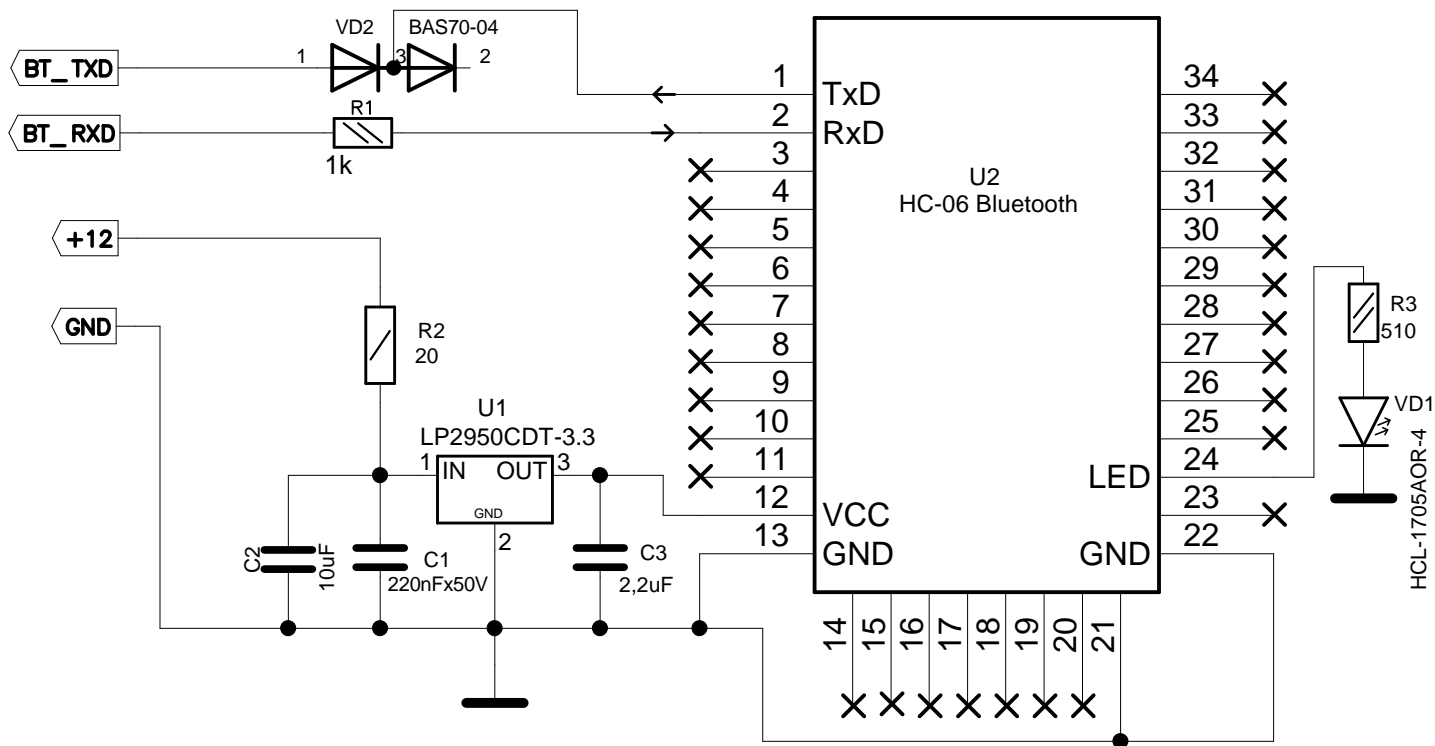 VD2 BAS70-04
BT_TXD 1 3 2
R1
BT_RXD
1k
+12
GND
R2
20
U1
LP2950CDT-3.3
1 IN OUT 3
GND
2
C2
10uF
C1
220nFx50V
C3
2,2uF
U2
HC-06 Bluetooth
1 TxD
2 RxD
3
4
5
6
7
8
9
10
11
12 VCC
13 GND
14
15
16
17
18
19
20
21
34
33
32
31
30
29
28
27
26
25
LED 24
23
GND 22
R3
510
VD1
HCL-1705AOR-4